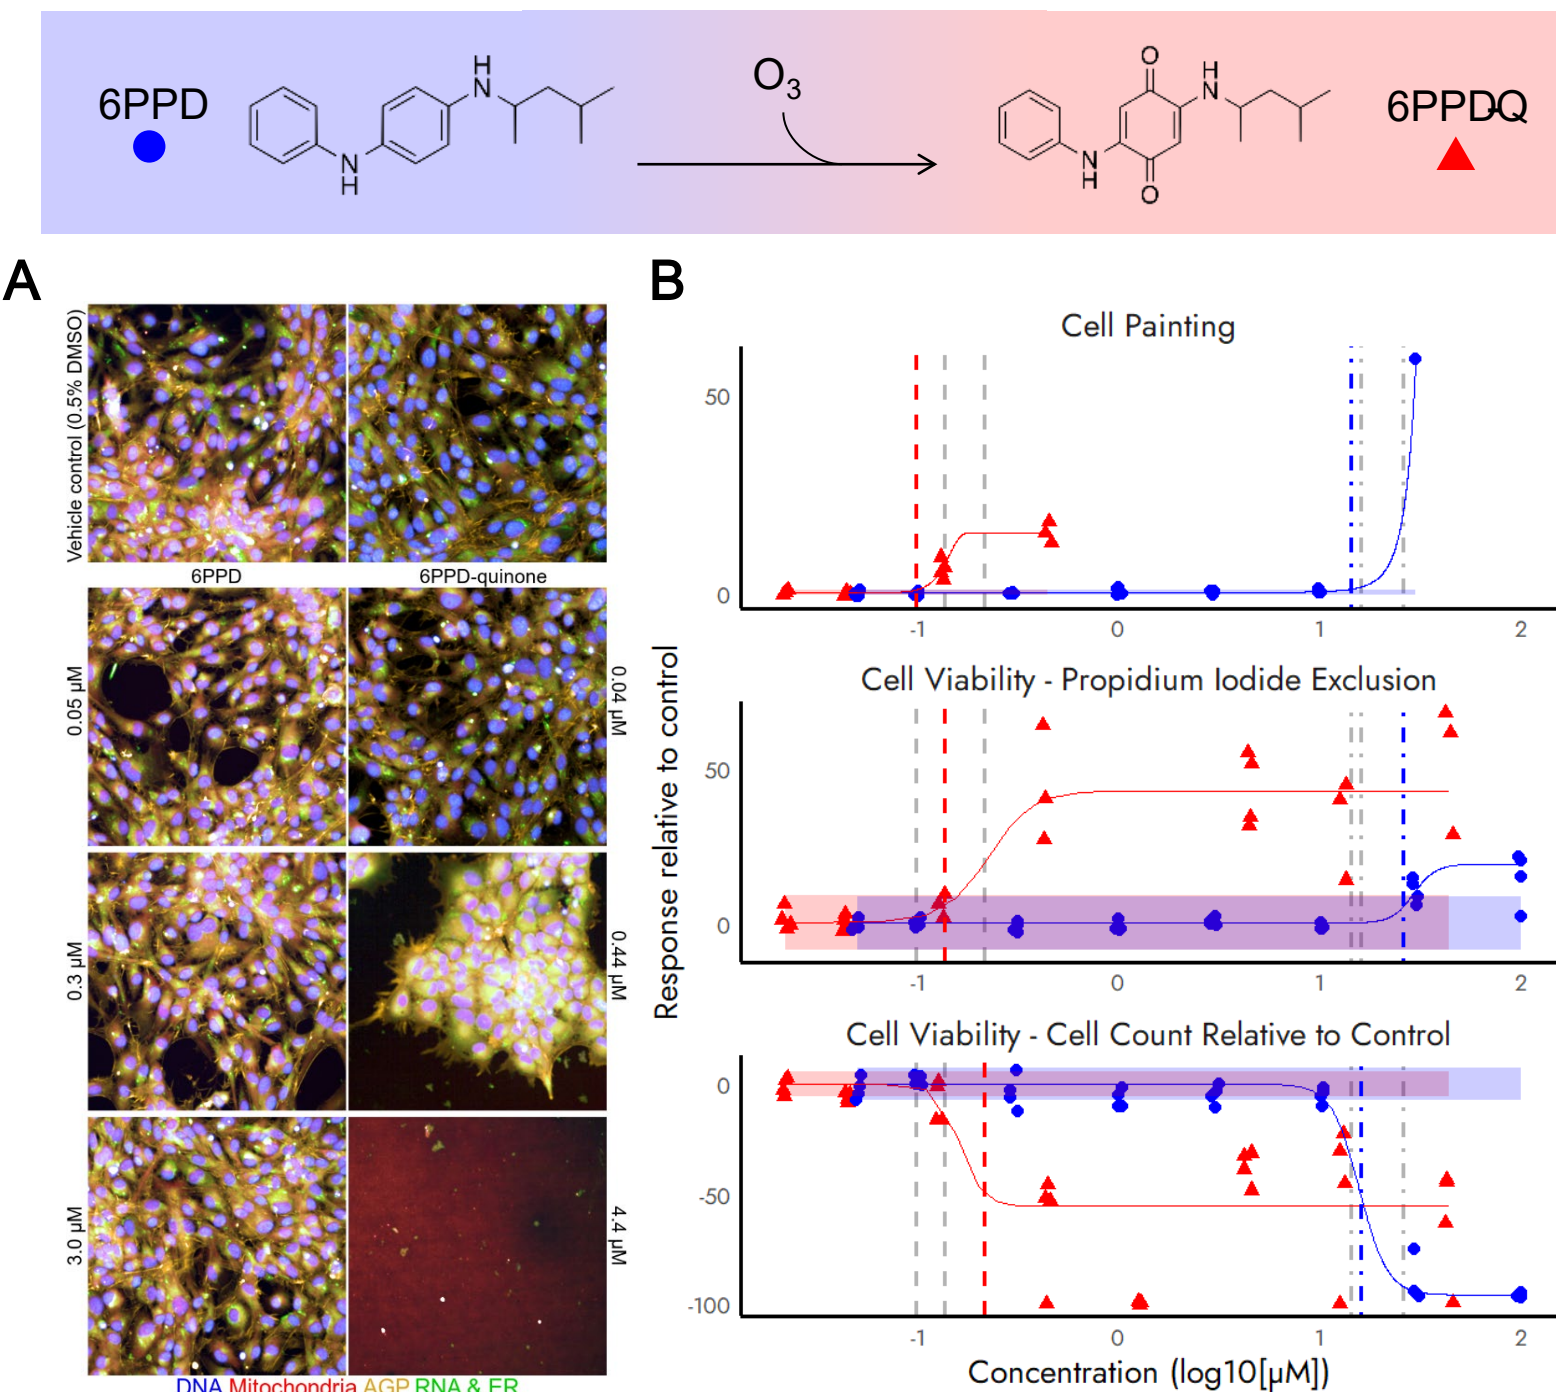 6PPD
H
N
N
H
O3
O
H
N
N
H
O
6PPD-Q
A
B
Vehicle control (0.5% DMSO)
6PPD
6PPD-quinone
0.05 µM
0.04 µM
0.3 µM
0.444 µM
3.0 µM
4.4 µM
DNA Mitochondria AGP RNA & ER
Response relative to control
Cell Painting
50
0
-1 0 1 2
Cell Viability - Propidium Iodide Exclusion
50
0
-1 0 1 2
Cell Viability - Cell Count Relative to Control
0
-50
-100
-1 0 1 2
Concentration (log10[µM])